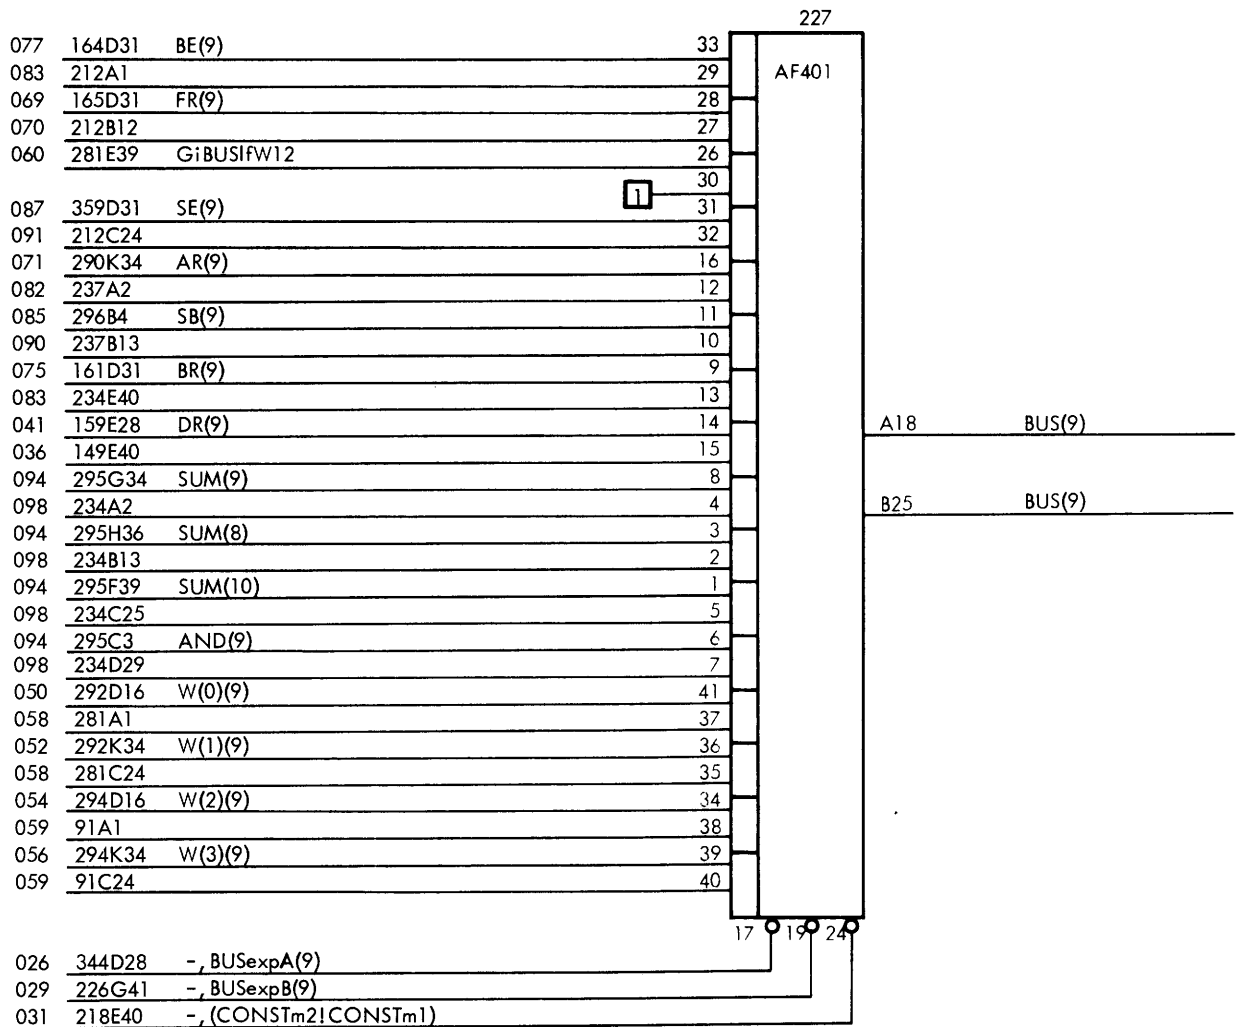 227
077 164D31 BE(9) 33
AF401
083 212A1 29
069 165D31 FR(9) 28
070 212B12 27
060 281E39 GiBUSlfW12 26
30
1
087 359D31 SE(9) 31
091 212C24 32
071 290K34 AR(9) 16
082 237A2 12
085 296B4 SB(9) 11
090 237B13 10
075 161D31 BR(9) 9
083 234E40 13
041 159E28 DR(9) 14
A18 BUS(9)
036 149E40 15
094 295G34 SUM(9) 8
098 234A2 4
B25 BUS(9)
094 295H36 SUM(8) 3
098 234B13 2
094 295F39 SUM(10) 1
098 234C25 5
094 295C3 AND(9) 6
098 234D29 7
050 292D16 W(0)(9) 41
058 281A1 37
052 292K34 W(1)(9) 36
058 281C24 35
054 294D16 W(2)(9) 34
059 91A1 38
056 294K34 W(3)(9) 39
059 91C24 40
17 19 24
026 344D28 -, BUSexpA(9)
029 226G41 -, BUSexpB(9)
031 218E40 -, (CONSTm2!CONSTm1)